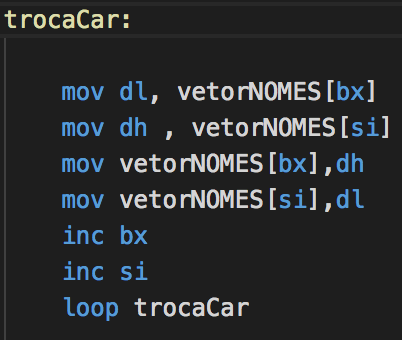 trocaCar:
mov dl, vetorNOMES[bx]
mov dh , vetorNOMES[si]
mov vetorNOMES[bx],dh
mov vetorNOMES[si],dl
inc bx
inc si
loop trocaCar